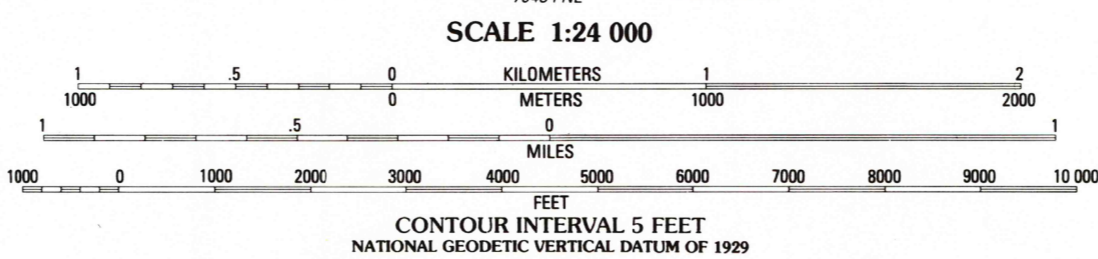 SCALE 1:24 000
1 .5 0 KILOMETERS 1 2
1000 0 METERS 1000 2000
1 .5 0 1
MILES
1000 0 1000 2000 3000 4000 5000 6000 7000 8000 9000 10 000
FEET
CONTOUR INTERVAL 5 FEET
NATIONAL GEODETIC VERTICAL DATUM OF 1929